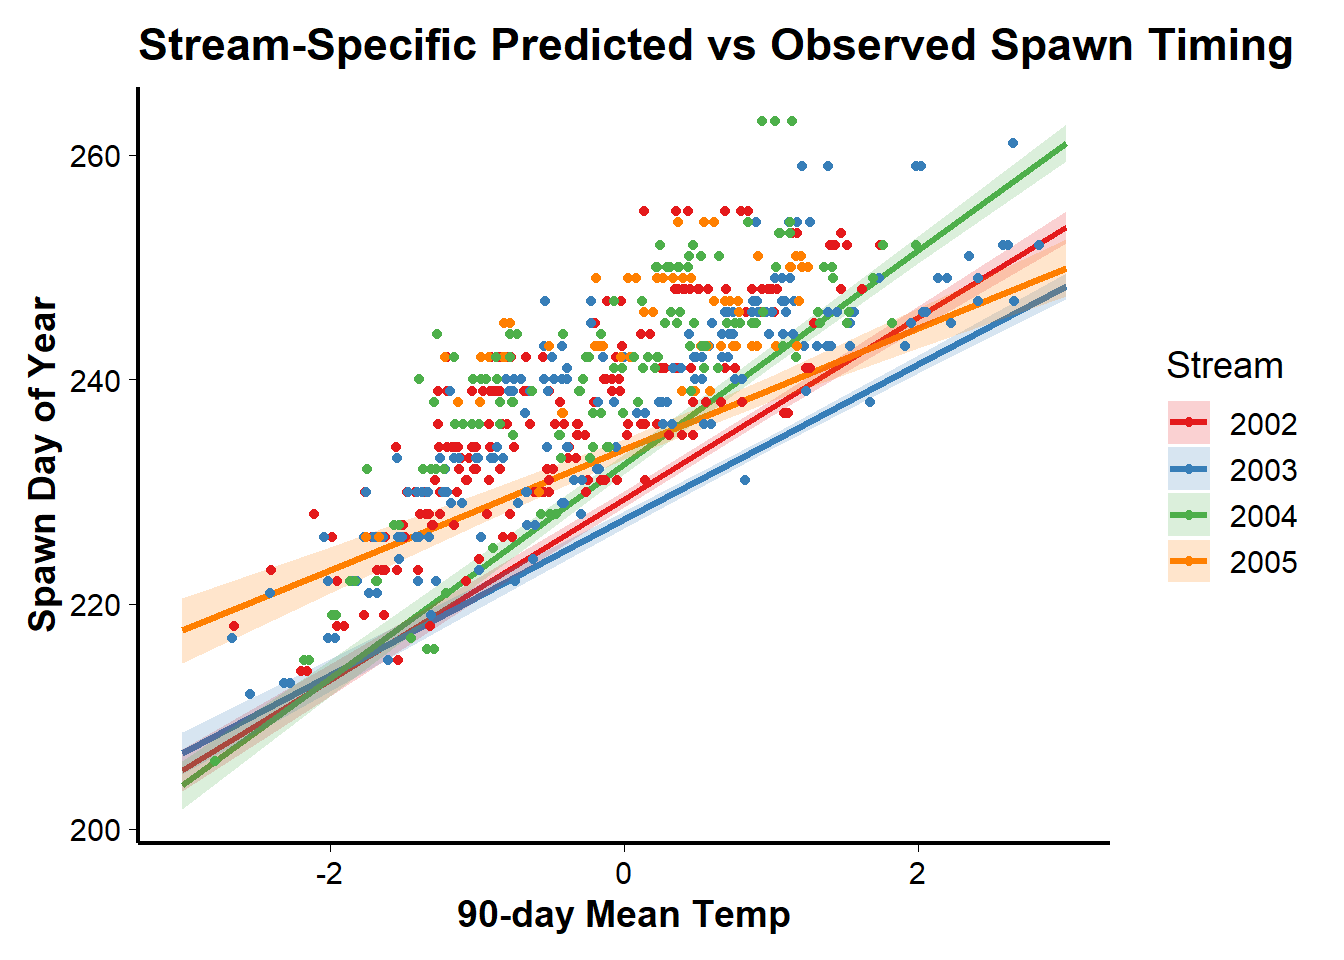 Stream-Specific Predicted vs Observed Spawn Timing
Spawn Day of Year
260
240
220
200
-2
0
2
90-day Mean Temp
Stream
2002
2003
2004
2005